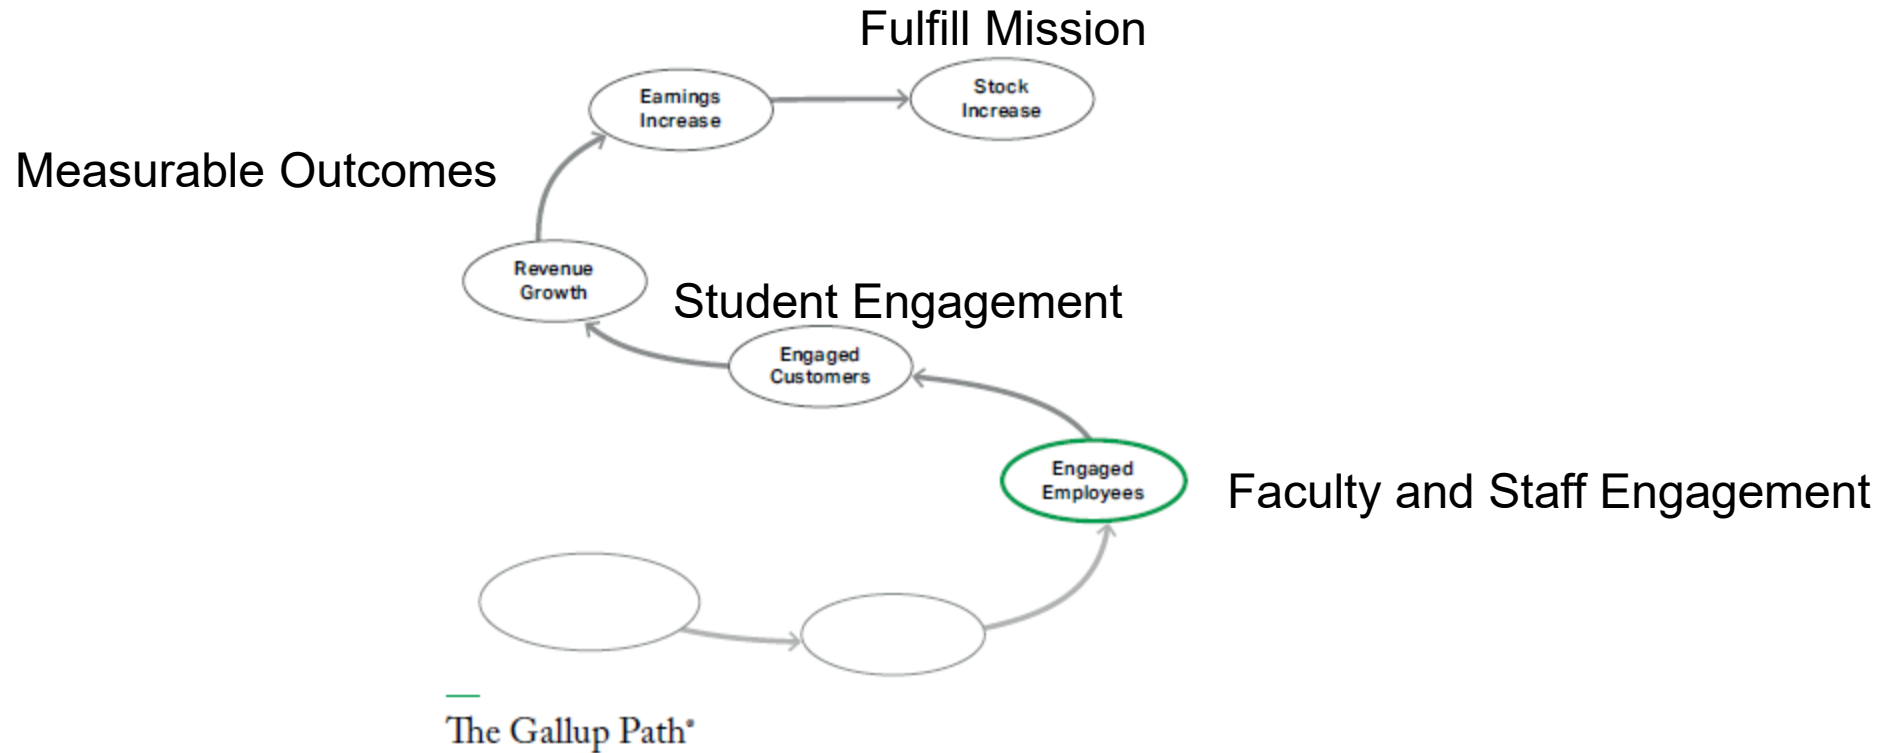 Fulfill Mission
Stock
Increase
Earnings
Increase
Measurable Outcomes
Revenue
Growth
Student Engagement
Engaged
Customers
Engaged
Employees
Faculty and Staff Engagement
The Gallup Path®